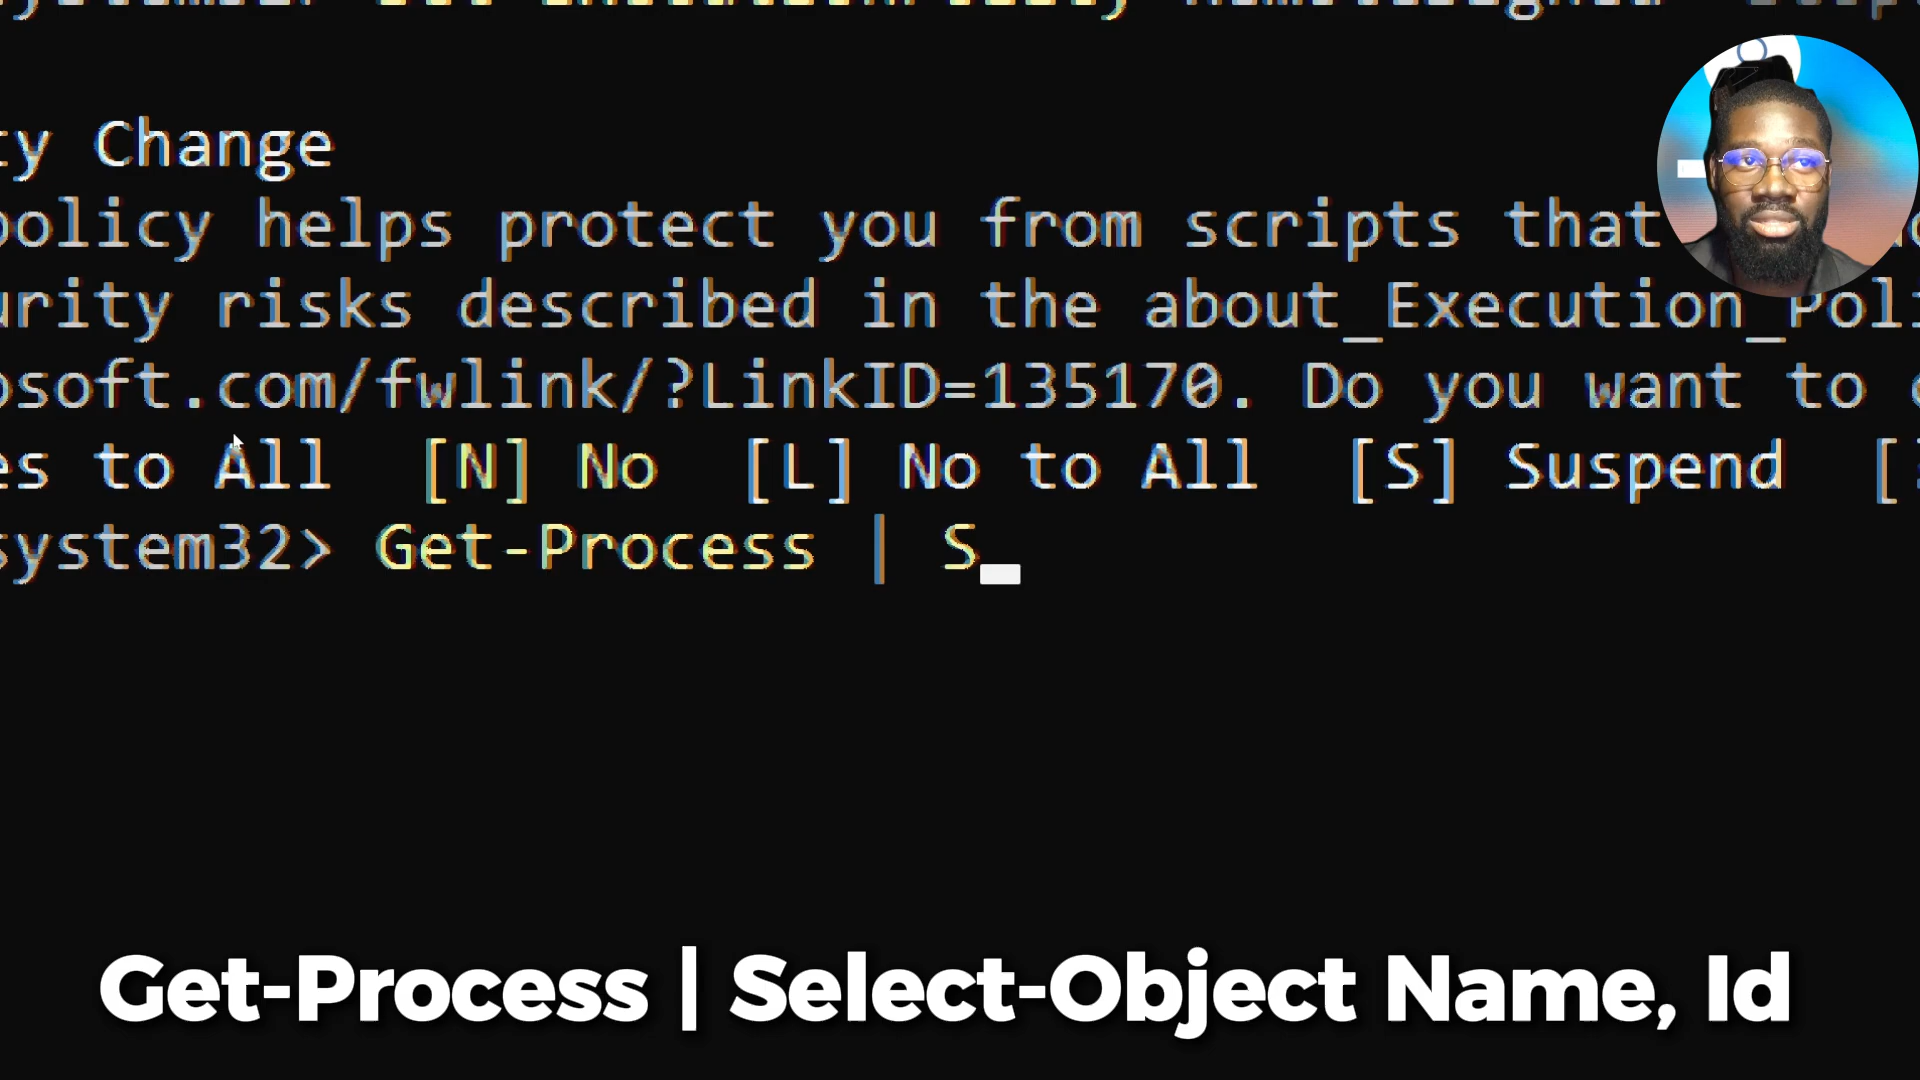 ty Change
policy helps protect you from scripts that
urity risks described in the about_Execution_Poli
osoft.com/fwlink/?LinkID=135170. Do you want to
es to All [N] No [L] No to All [S] Suspend [
system32> Get-Process | S_
Get-Process | Select-Object Name, Id